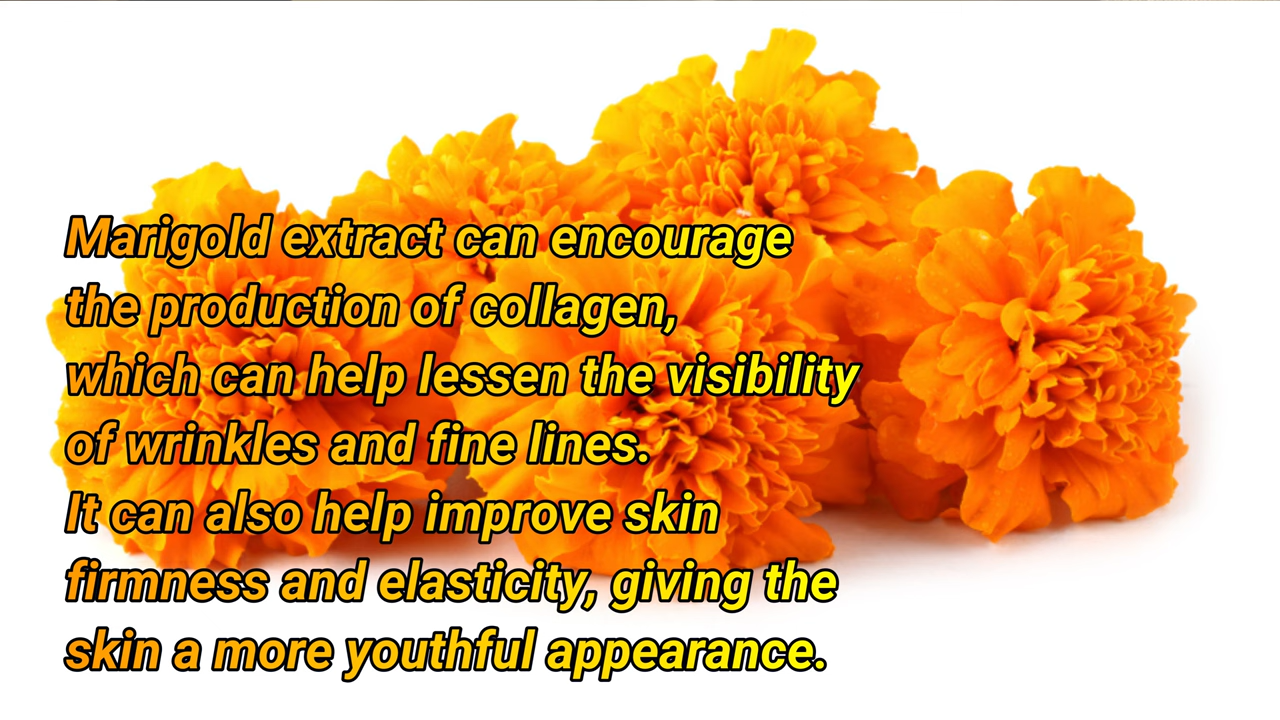 Marigold extract can encourage
the production of collagen,
which can help lessen the visibility
of wrinkles and fine lines.
It can also help improve skin
firmness and elasticity, giving the
skin a more youthful appearance.